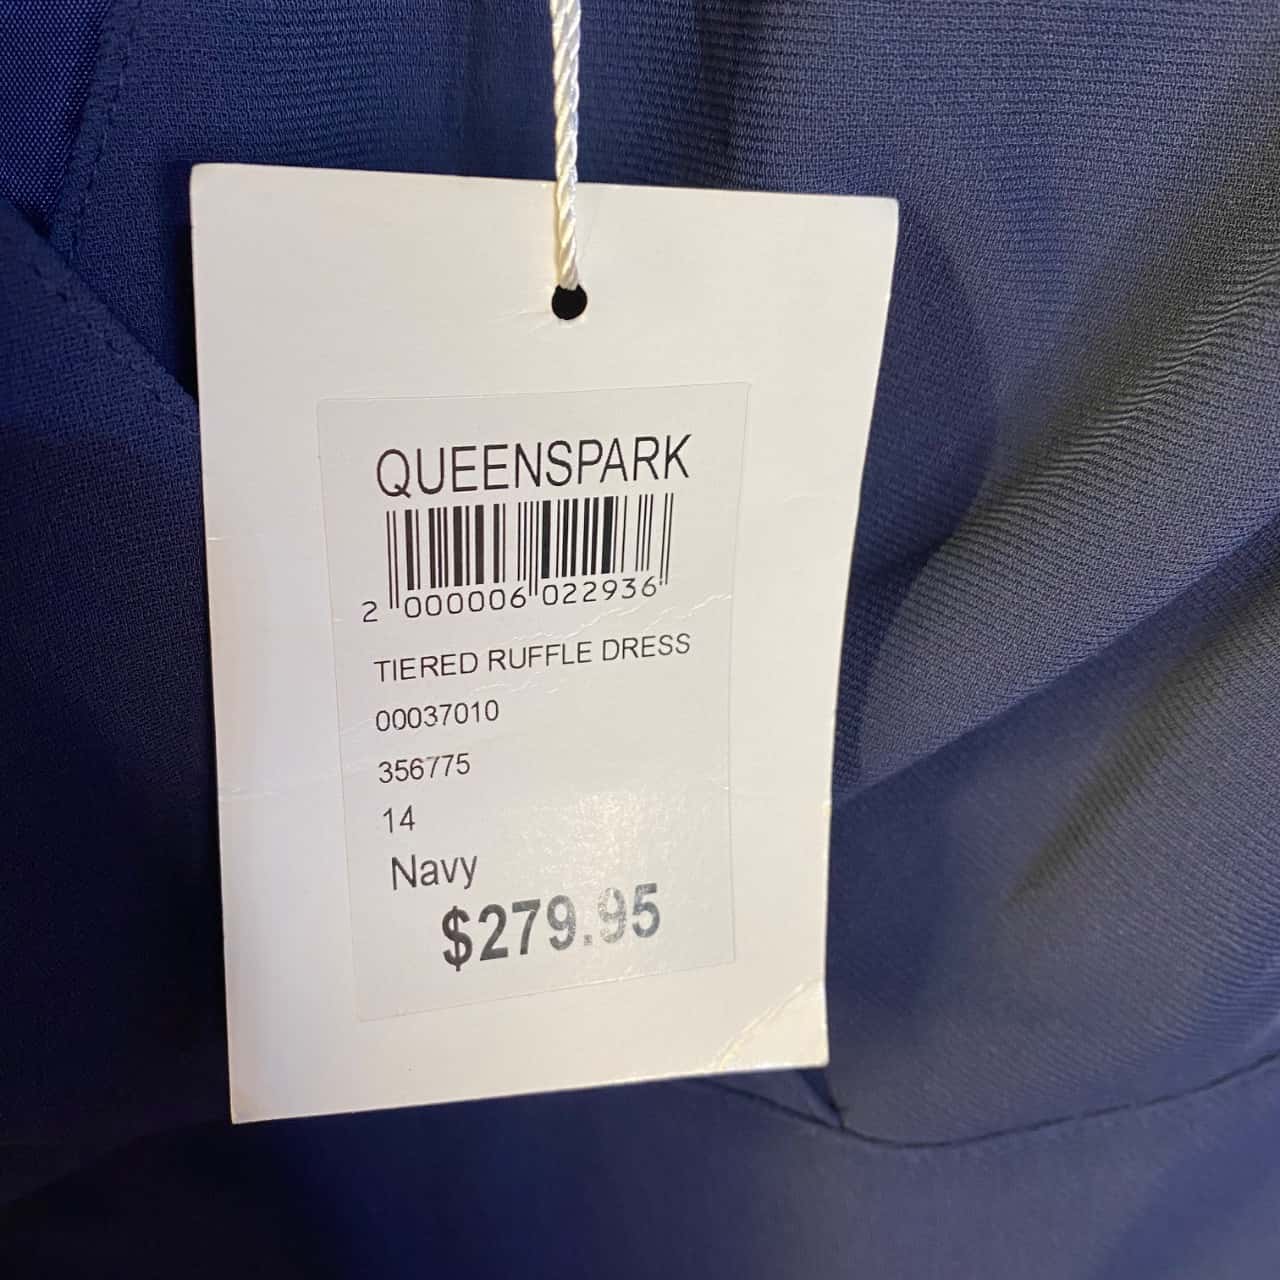 QUEENSPARK
2 000006 022936
TIERED RUFFLE DRESS
00037010
356775
14
Navy
$279.95